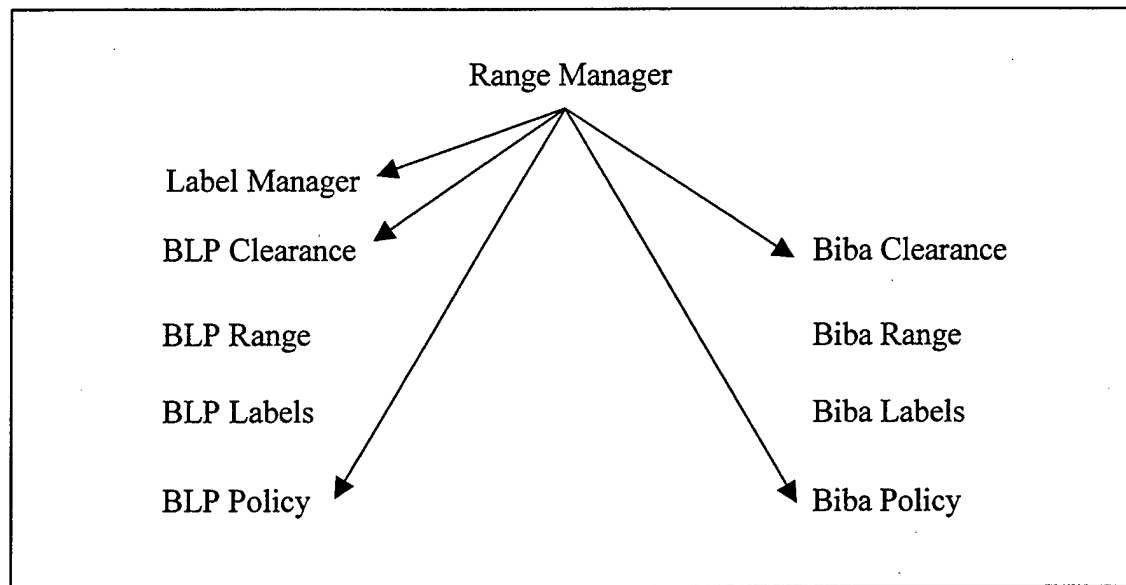 Range Manager
Label Manager
BLP Clearance
Biba Clearance
BLP Range
Biba Range
BLP Labels
Biba Labels
BLP Policy
Biba Policy